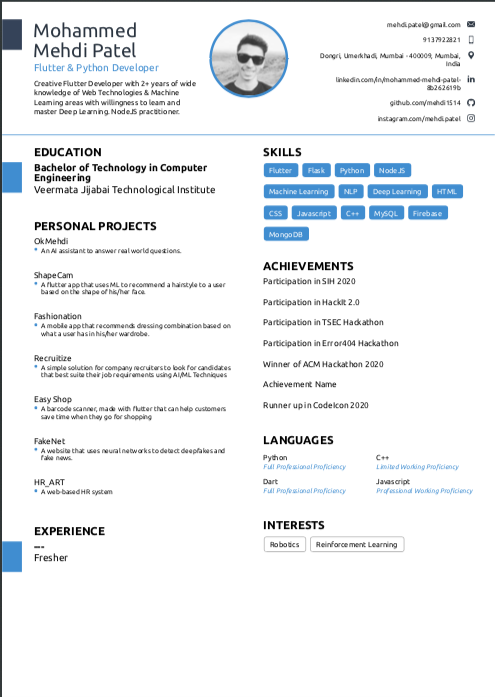 Mohammed
Mehdi Patel
Flutter & Python Developer
Creative Flutter Developer with 2+ years of wide
knowledge of Web Technologies & Machine
Learning areas with willingness to learn and
master Deep Learning. NodeJS practitioner.
mehdi.patel@gmail.com
9137922821
Dongri, Umerkhadi, Mumbai - 400009, Mumbai,
India
linkedin.com/in/mohammed-mehdi-patel-
8b262619b
github.com/mehdi1514
instagram.com/mehdi.patel
EDUCATION
Bachelor of Technology in Computer
Engineering
Veermata Jijabai Technological Institute
PERSONAL PROJECTS
OkMehdi
An AI assistant to answer real world questions.
ShapeCam
A flutter app that uses ML to recommend a hairstyle to a user
based on the shape of his/her face.
Fashionation
A mobile app that recommends dressing combination based on
what a user has in his/her wardrobe.
Recruitize
A simple solution for company recruiters to look for candidates
that best suite their job requirements using AI/ML Techniques
Easy Shop
A barcode scanner, made with flutter that can help customers
save time when they go for shopping
FakeNet
A website that uses neural networks to detect deepfakes and
fake news.
HR_ART
A web-based HR system
EXPERIENCE
---
Fresher
SKILLS
Flutter Flask Python NodeJS
Machine Learning NLP Deep Learning HTML
CSS Javascript C++ MySQL Firebase
MongoDB
ACHIEVEMENTS
Participation in SIH 2020
Participation in HackIt 2.0
Participation in TSEC Hackathon
Participation in Error404 Hackathon
Winner of ACM Hackathon 2020
Achievement Name
Runner up in CodeIcon 2020
LANGUAGES
Python C++
Full Professional Proficiency Limited Working Proficiency
Dart Javascript
Full Professional Proficiency Professional Working Proficiency
INTERESTS
Robotics Reinforcement Learning